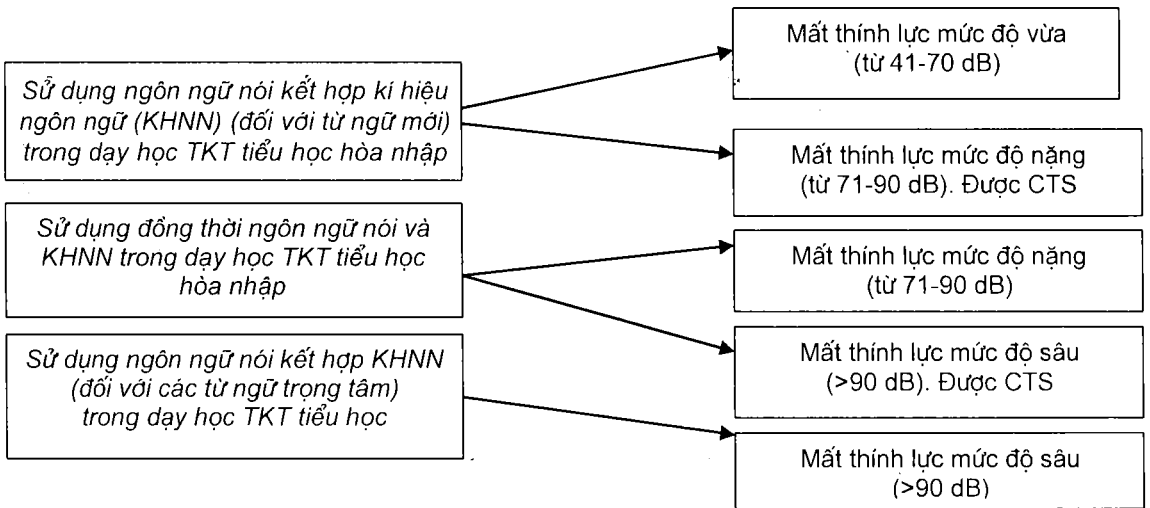 Sử dụng ngôn ngữ nói kết hợp kí hiệu
ngôn ngữ (KHNN) (đối với từ ngữ mới)
trong dạy học TKT tiểu học hòa nhập
Sử dụng đồng thời ngôn ngữ nói và
KHNN trong dạy học TKT tiểu học
hòa nhập
Sử dụng ngôn ngữ nói kết hợp KHNN
(đối với các từ ngữ trọng tâm)
trong dạy học TKT tiểu học
Mất thính lực mức độ vừa
(từ 41-70 dB)
Mất thính lực mức độ nặng
(từ 71-90 dB). Được CTS
Mất thính lực mức độ nặng
(từ 71-90 dB)
Mất thính lực mức độ sâu
(>90 dB). Được CTS
Mất thính lực mức độ sâu
(>90 dB)